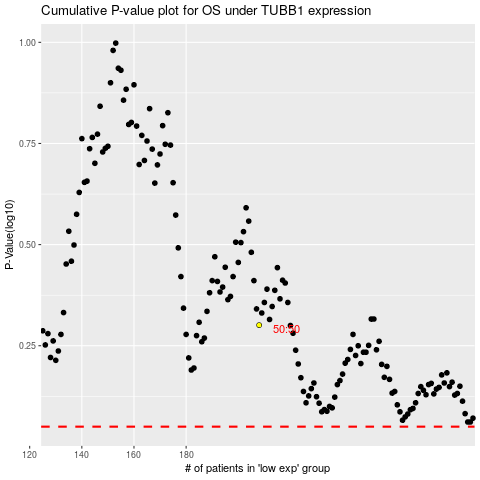 Cumulative P-value plot for OS under TUBB1 expression
P-Value(log10)
1.00
0.75
0.50
0.25
50:50
120 140 160 180
# of patients in 'low exp' group